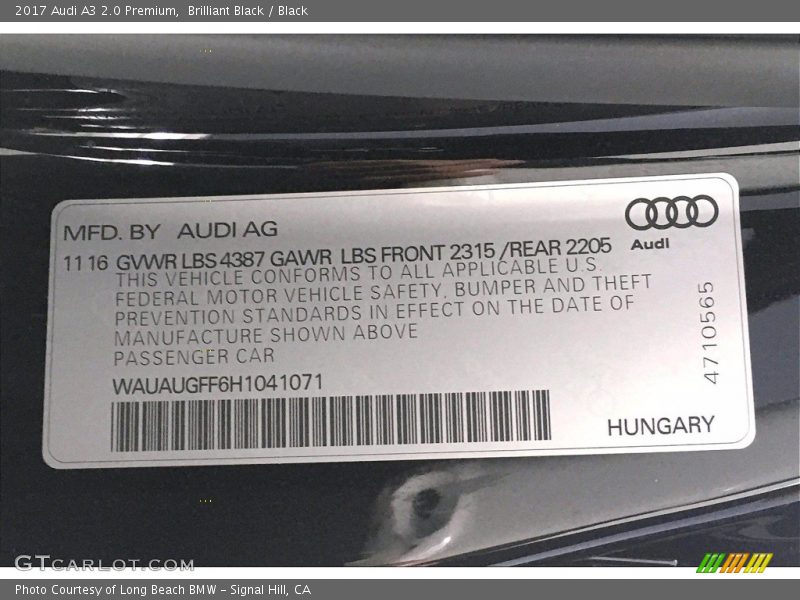 2017 Audi A3 2.0 Premium, Brilliant Black / Black
MFD. BY AUDI AG
11 16 GVWR LBS 4387 GAWR LBS FRONT 2315 /REAR 2205
Audi
THIS VEHICLE CONFORMS TO ALL APPLICABLE U.S.
FEDERAL MOTOR VEHICLE SAFETY, BUMPER AND THEFT
PREVENTION STANDARDS IN EFFECT ON THE DATE OF
MANUFACTURE SHOWN ABOVE
PASSENGER CAR
4710565
WAUAUGFF6H1041071
HUNGARY
GTCARLOT.COM
Photo Courtesy of Long Beach BMW - Signal Hill, CA